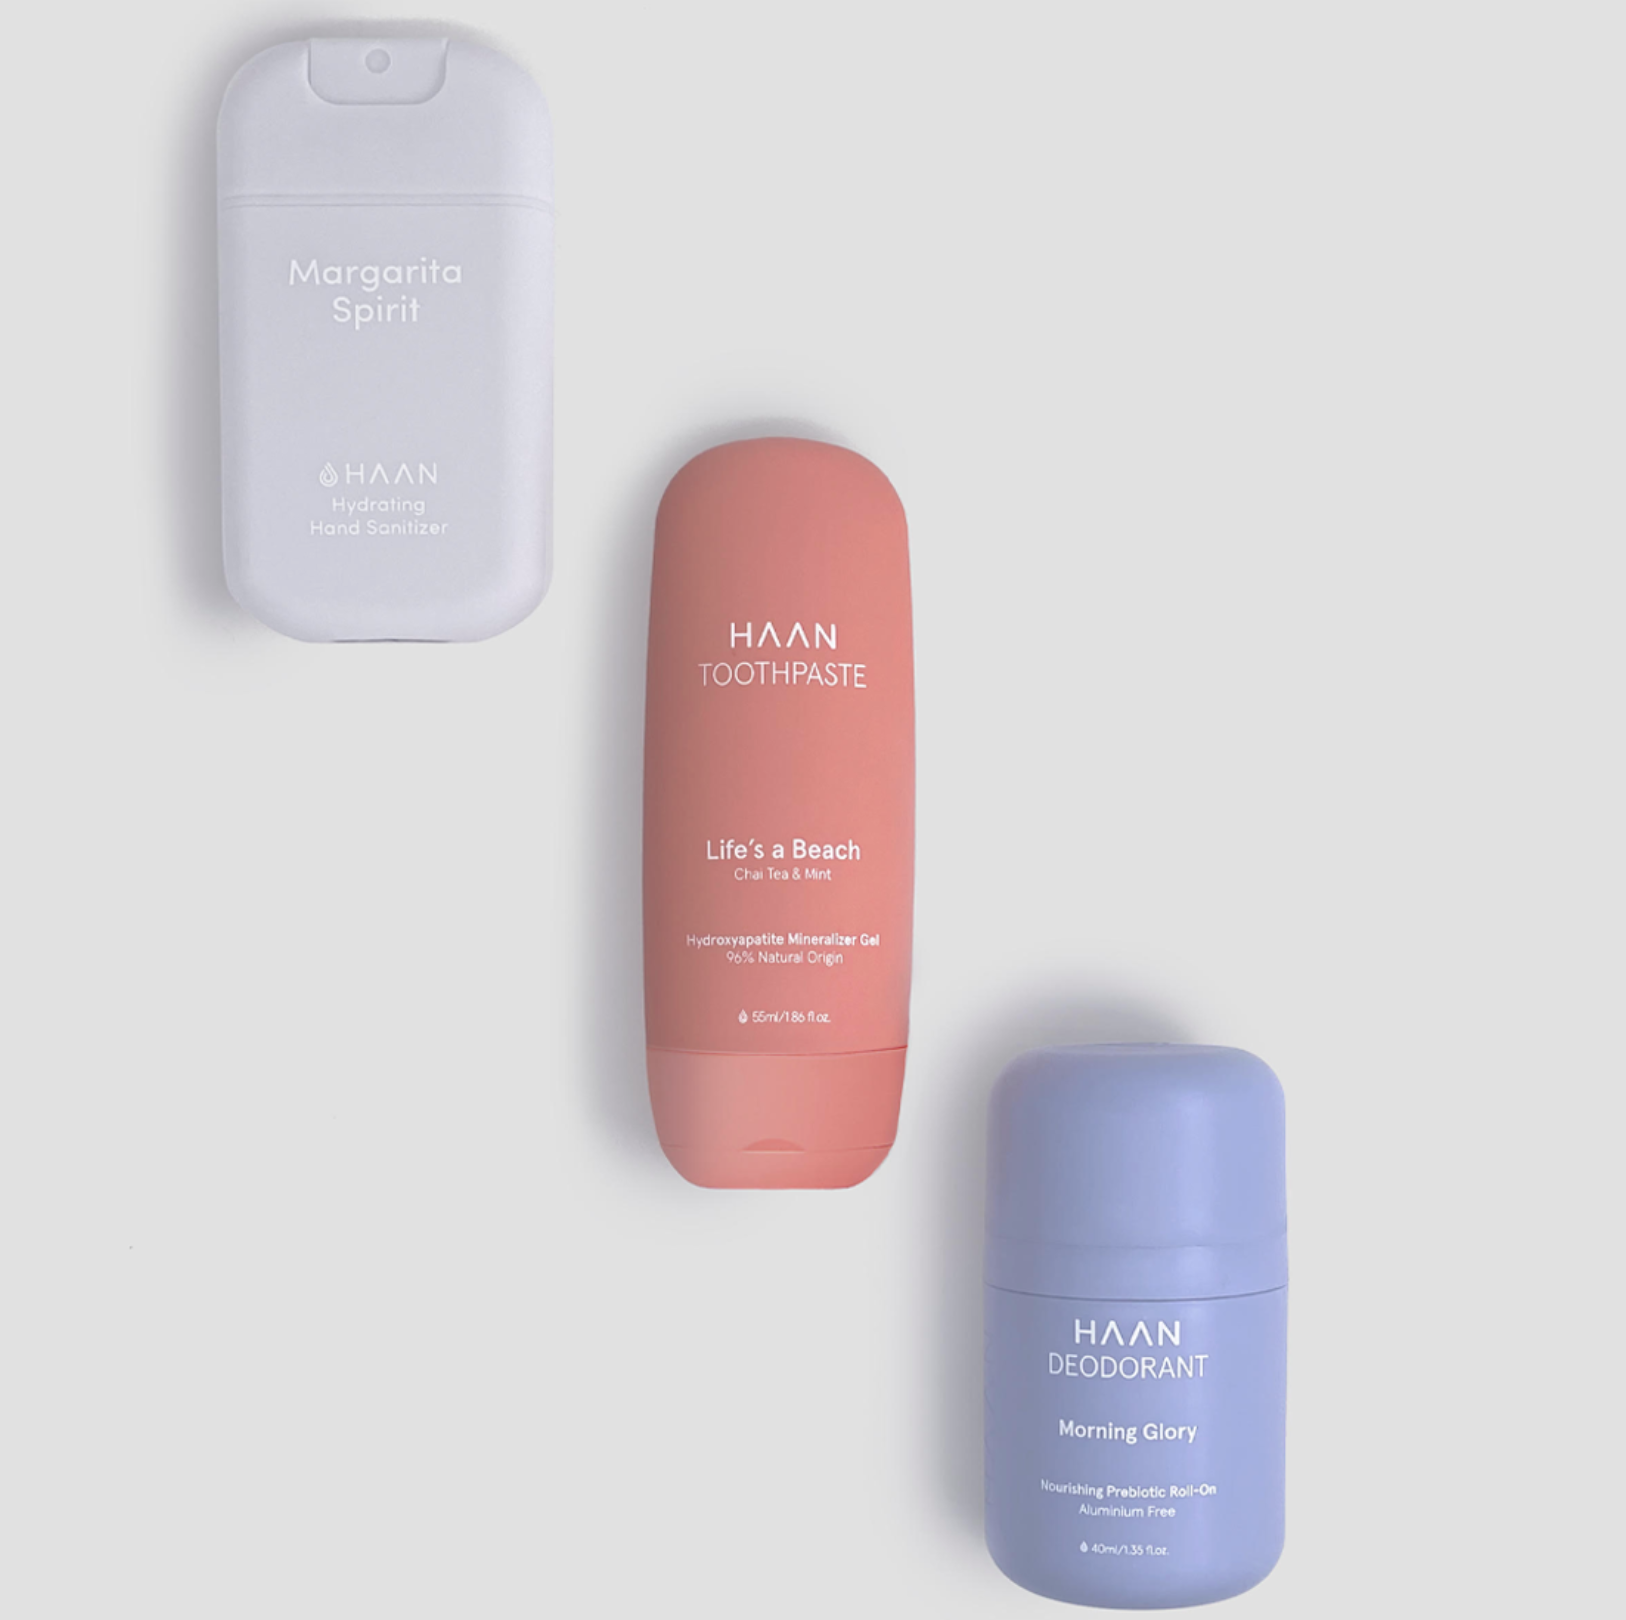 Margarita
Spirit
HAAN
Hydrating
Hand Sanitizer
HAAN
TOOTHPASTE
Life's a Beach
Chai Tea & Mint
Hydroxyapatite Mineralizer Gel
96% Natural Origin
55ml/1.86 fl.oz.
HAAN
DEODORANT
Morning Glory
Nourishing Prebiotic Roll-On
Aluminium Free
40ml/1.35 fl.oz.